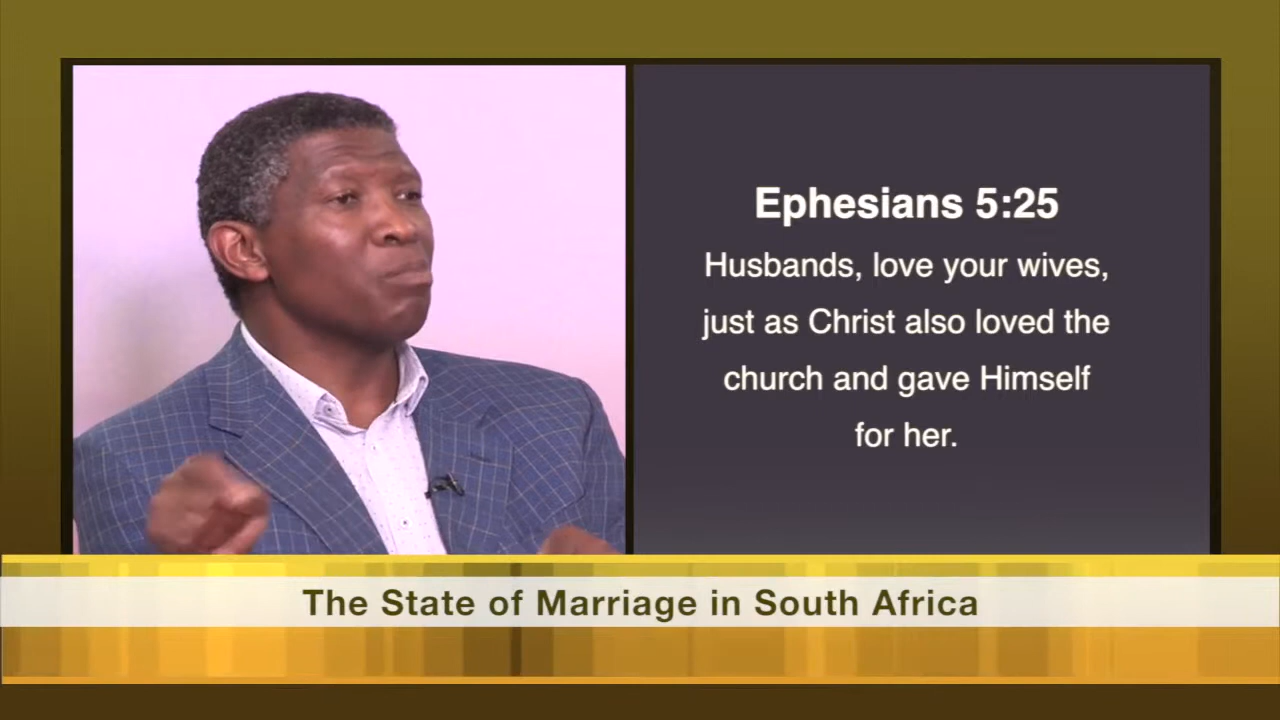 Ephesians 5:25
Husbands, love your wives,
just as Christ also loved the
church and gave Himself
for her.
The State of Marriage in South Africa